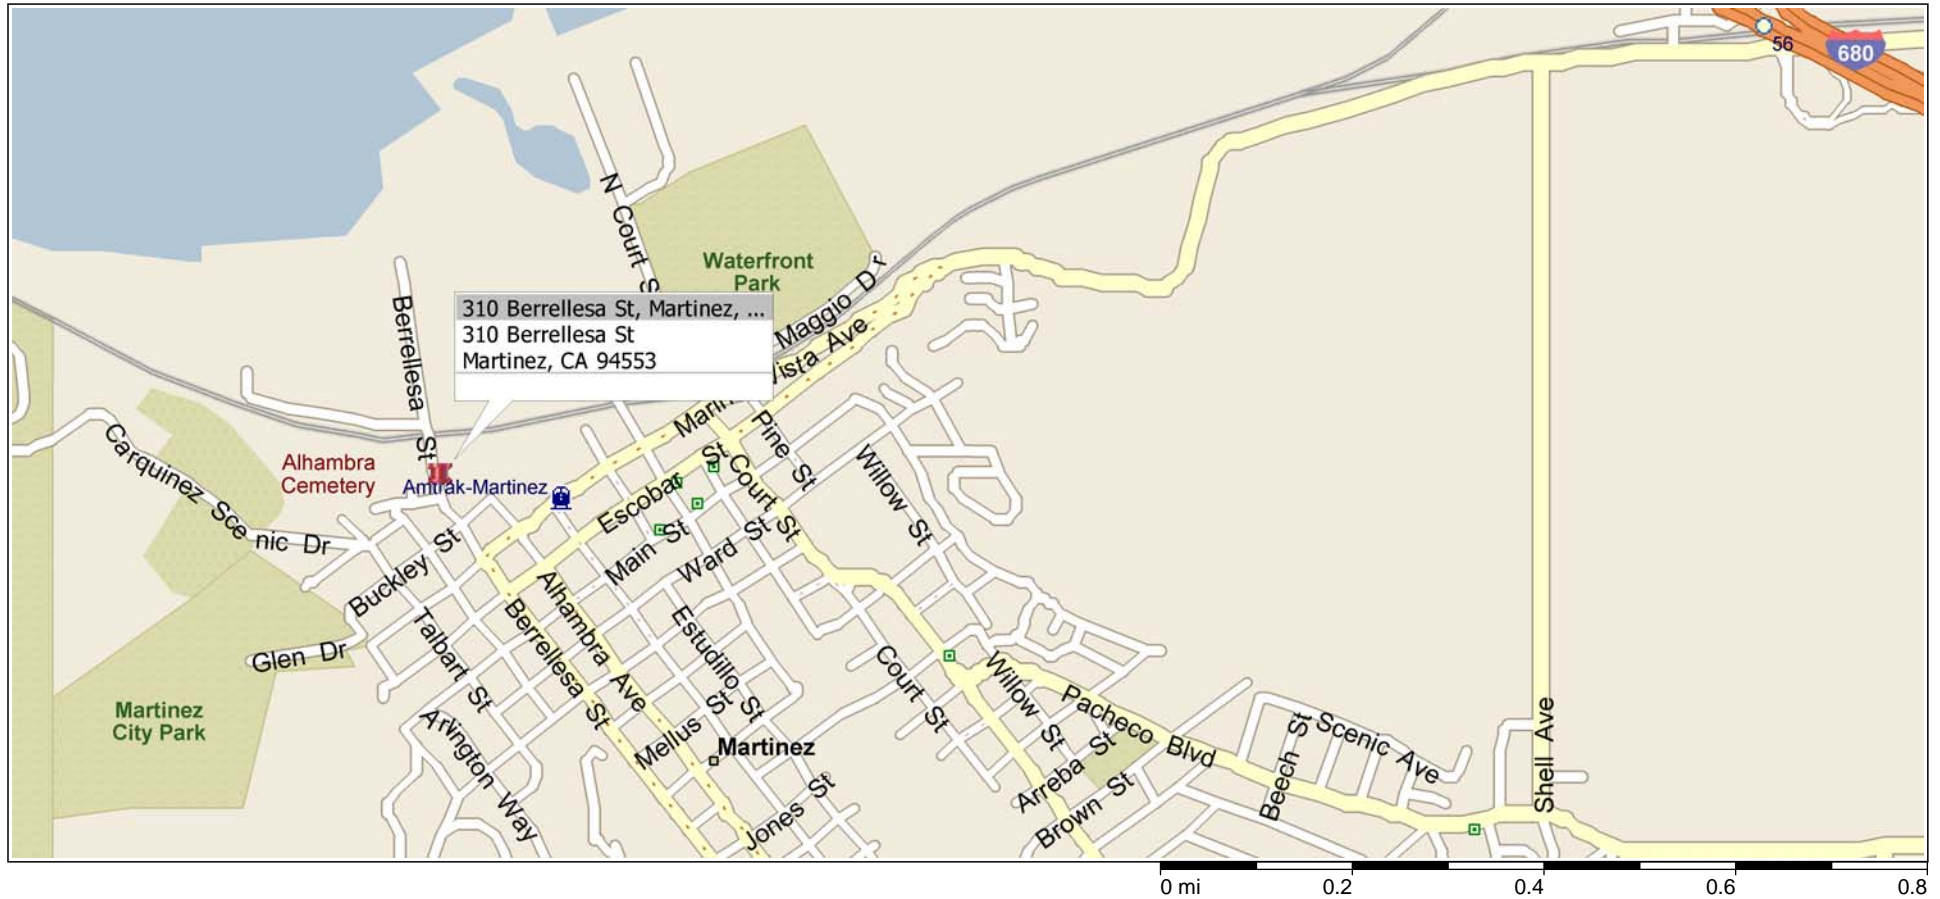 56
680
N Court S
Waterfront
Park
Maggio Dr
Berrellesa St
310 Berrellesa St, Martinez, ...
310 Berrellesa St
Martinez, CA 94553
Vista Ave
Marin
Pine St
Carquinez Scenic Dr
Alhambra
Cemetery
Amtrak-Martinez
Escobar St
Court St
Willow St
Main St
Ward St
Buckley St
Alhambra Ave
Berrellesa St
Talbart St
Estudillo St
Glen Dr
Court St
Willow St
Martinez
City Park
Arlington Way
Mellus St
Martinez
Pacheco Blvd
Arreba St
Brown St
Beech St
Scenic Ave
Shell Ave
Jones St
0 mi 0.2 0.4 0.6 0.8